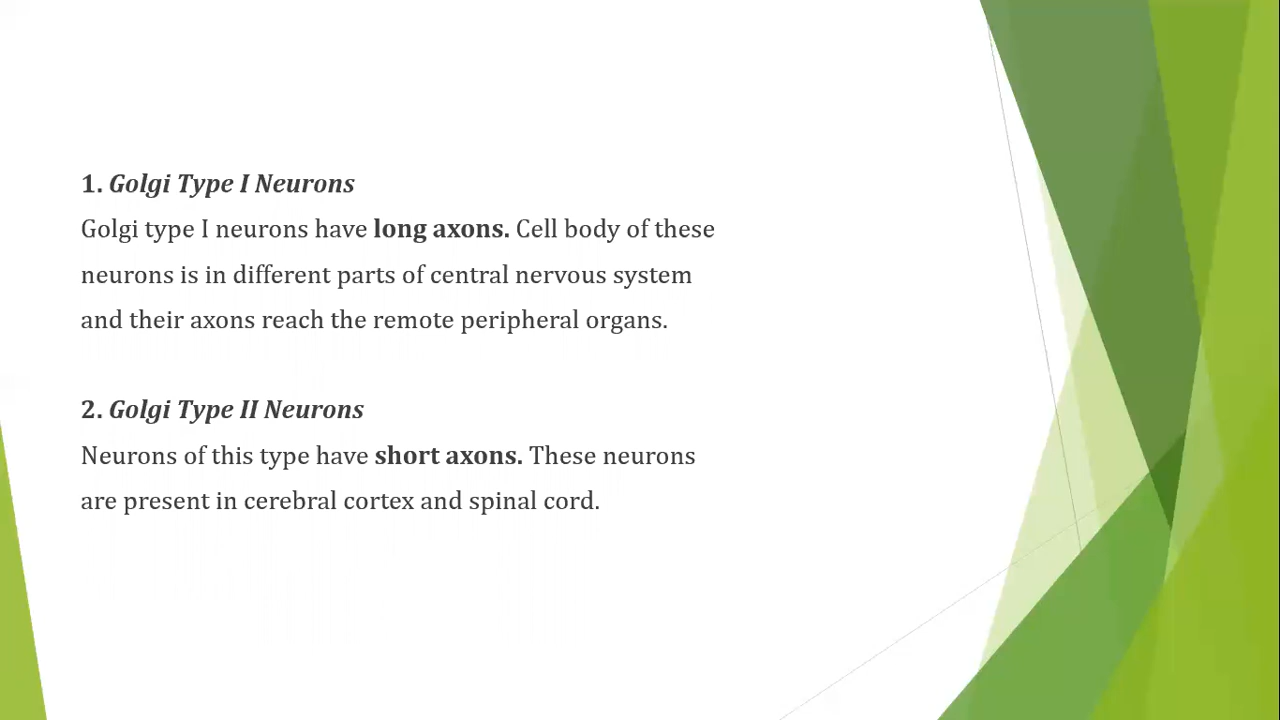 1. Golgi Type I Neurons
Golgi type I neurons have long axons. Cell body of these
neurons is in different parts of central nervous system
and their axons reach the remote peripheral organs.
2. Golgi Type II Neurons
Neurons of this type have short axons. These neurons
are present in cerebral cortex and spinal cord.